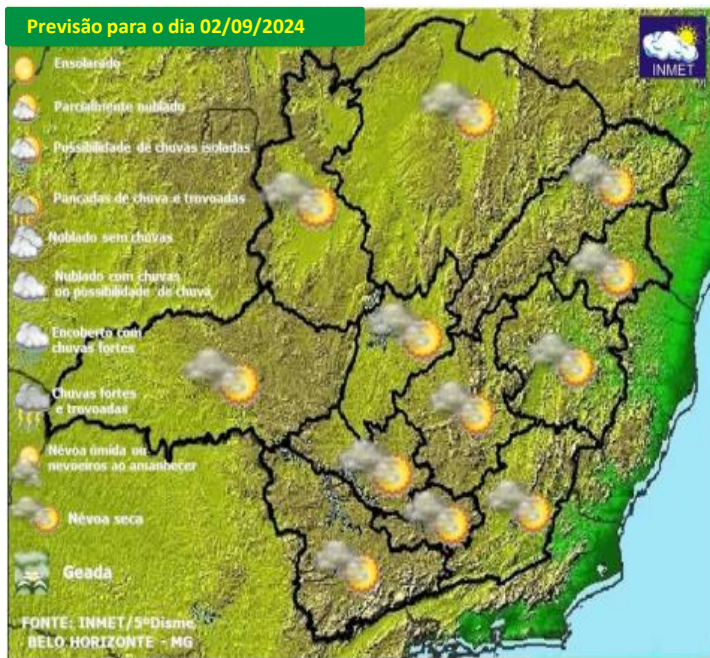 Previsão para o dia 02/09/2024
INMET
Ensolarado
Parcialmente nublado
Possibilidade de chuvas isoladas
Pancadas de chuva e trovoadas
Noblado sem chuvas
Nublado com chuvas
ou possibilidade de chuva
Encoberto com
chuvas fortes
Chuvas fortes
e trovoadas
Névoa úmida ou
nevoeiros ao amanhecer
Névoa seca
Geada
FONTE: INMET/5ºDisme
BELO HORIZONTE - MG